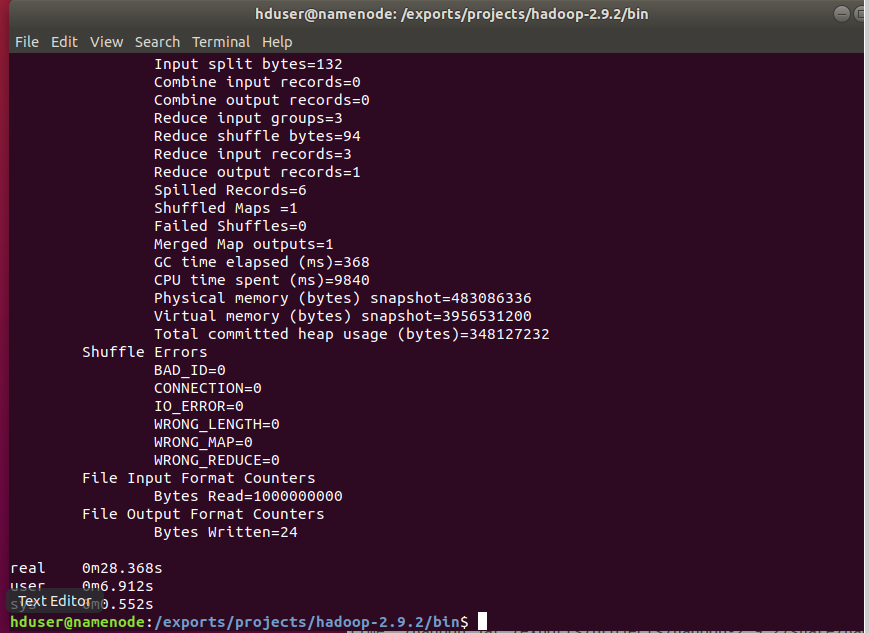 hduser@namenode: /exports/projects/hadoop-2.9.2/bin
File Edit View Search Terminal Help
Input split bytes=132
Combine input records=0
Combine output records=0
Reduce input groups=3
Reduce shuffle bytes=94
Reduce input records=3
Reduce output records=1
Spilled Records=6
Shuffled Maps =1
Failed Shuffles=0
Merged Map outputs=1
GC time elapsed (ms)=368
CPU time spent (ms)=9840
Physical memory (bytes) snapshot=483086336
Virtual memory (bytes) snapshot=3956531200
Total committed heap usage (bytes)=348127232
Shuffle Errors
BAD_ID=0
CONNECTION=0
IO_ERROR=0
WRONG_LENGTH=0
WRONG_MAP=0
WRONG_REDUCE=0
File Input Format Counters
Bytes Read=1000000000
File Output Format Counters
Bytes Written=24
real 0m28.368s
user 0m6.912s
Text Editor
sys 0m0.552s
hduser@namenode:/exports/projects/hadoop-2.9.2/bin$